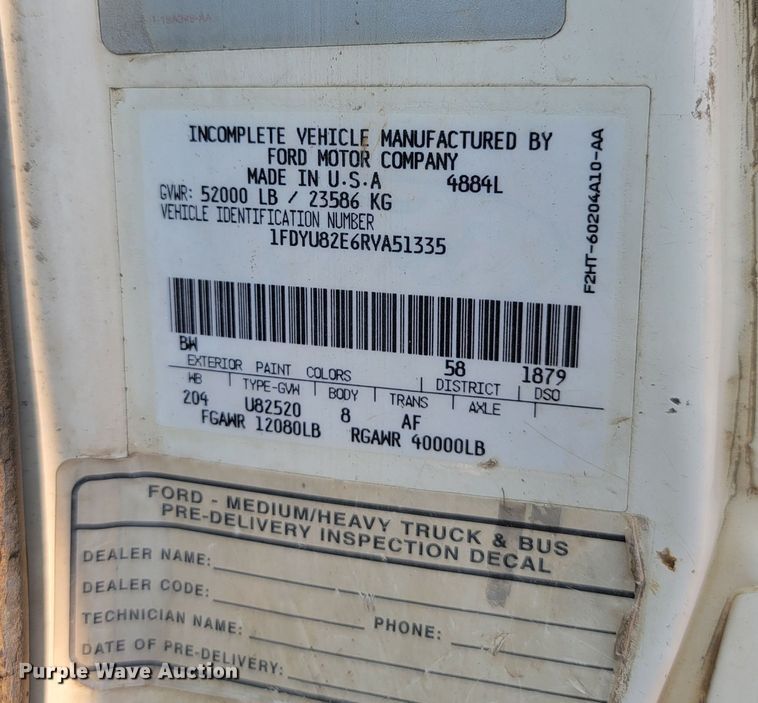 INCOMPLETE VEHICLE MANUFACTURED BY
FORD MOTOR COMPANY
MADE IN U.S.A 4884L
GVWR: 52000 LB / 23586 KG
VEHICLE IDENTIFICATION NUMBER
1FDYU82E6RVA51335
F2HT-60204A10-AA
BW 58 1879
EXTERIOR PAINT COLORS DISTRICT DSO
WB TYPE-GVW BODY TRANS AXLE
204 U82520 8 AF
FGAWR 12080LB RGAWR 40000LB
FORD - MEDIUM/HEAVY TRUCK & BUS
PRE-DELIVERY INSPECTION DECAL
DEALER NAME:
DEALER CODE:
TECHNICIAN NAME: PHONE:
DATE OF PRE-DELIVERY:
Purple Wave Auction